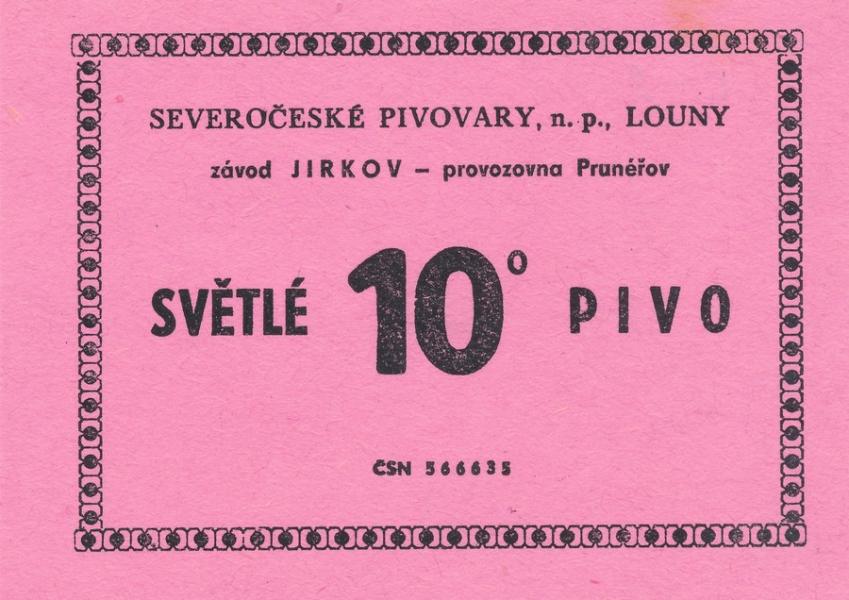 SEVEROČESKÉ PIVOVARY, n. p., LOUNY
závod JIRKOV – provozovna Prunéřov
SVĚTLÉ 10° PIVO
ČSN 566635